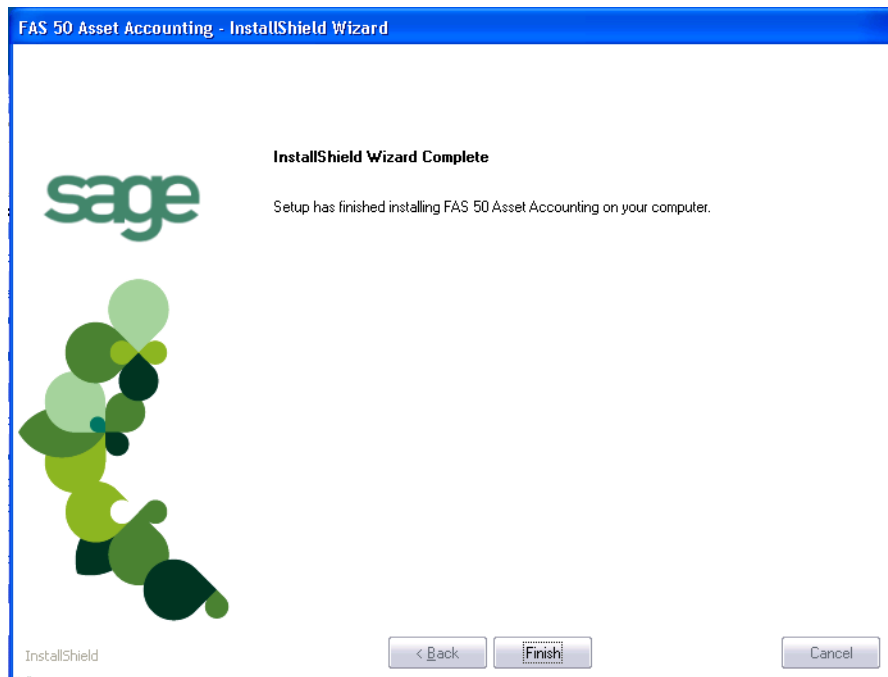 FAS 50 Asset Accounting - InstallShield Wizard
InstallShield Wizard Complete
sage
Setup has finished installing FAS 50 Asset Accounting on your computer.
InstallShield
< Back
Finish
Cancel